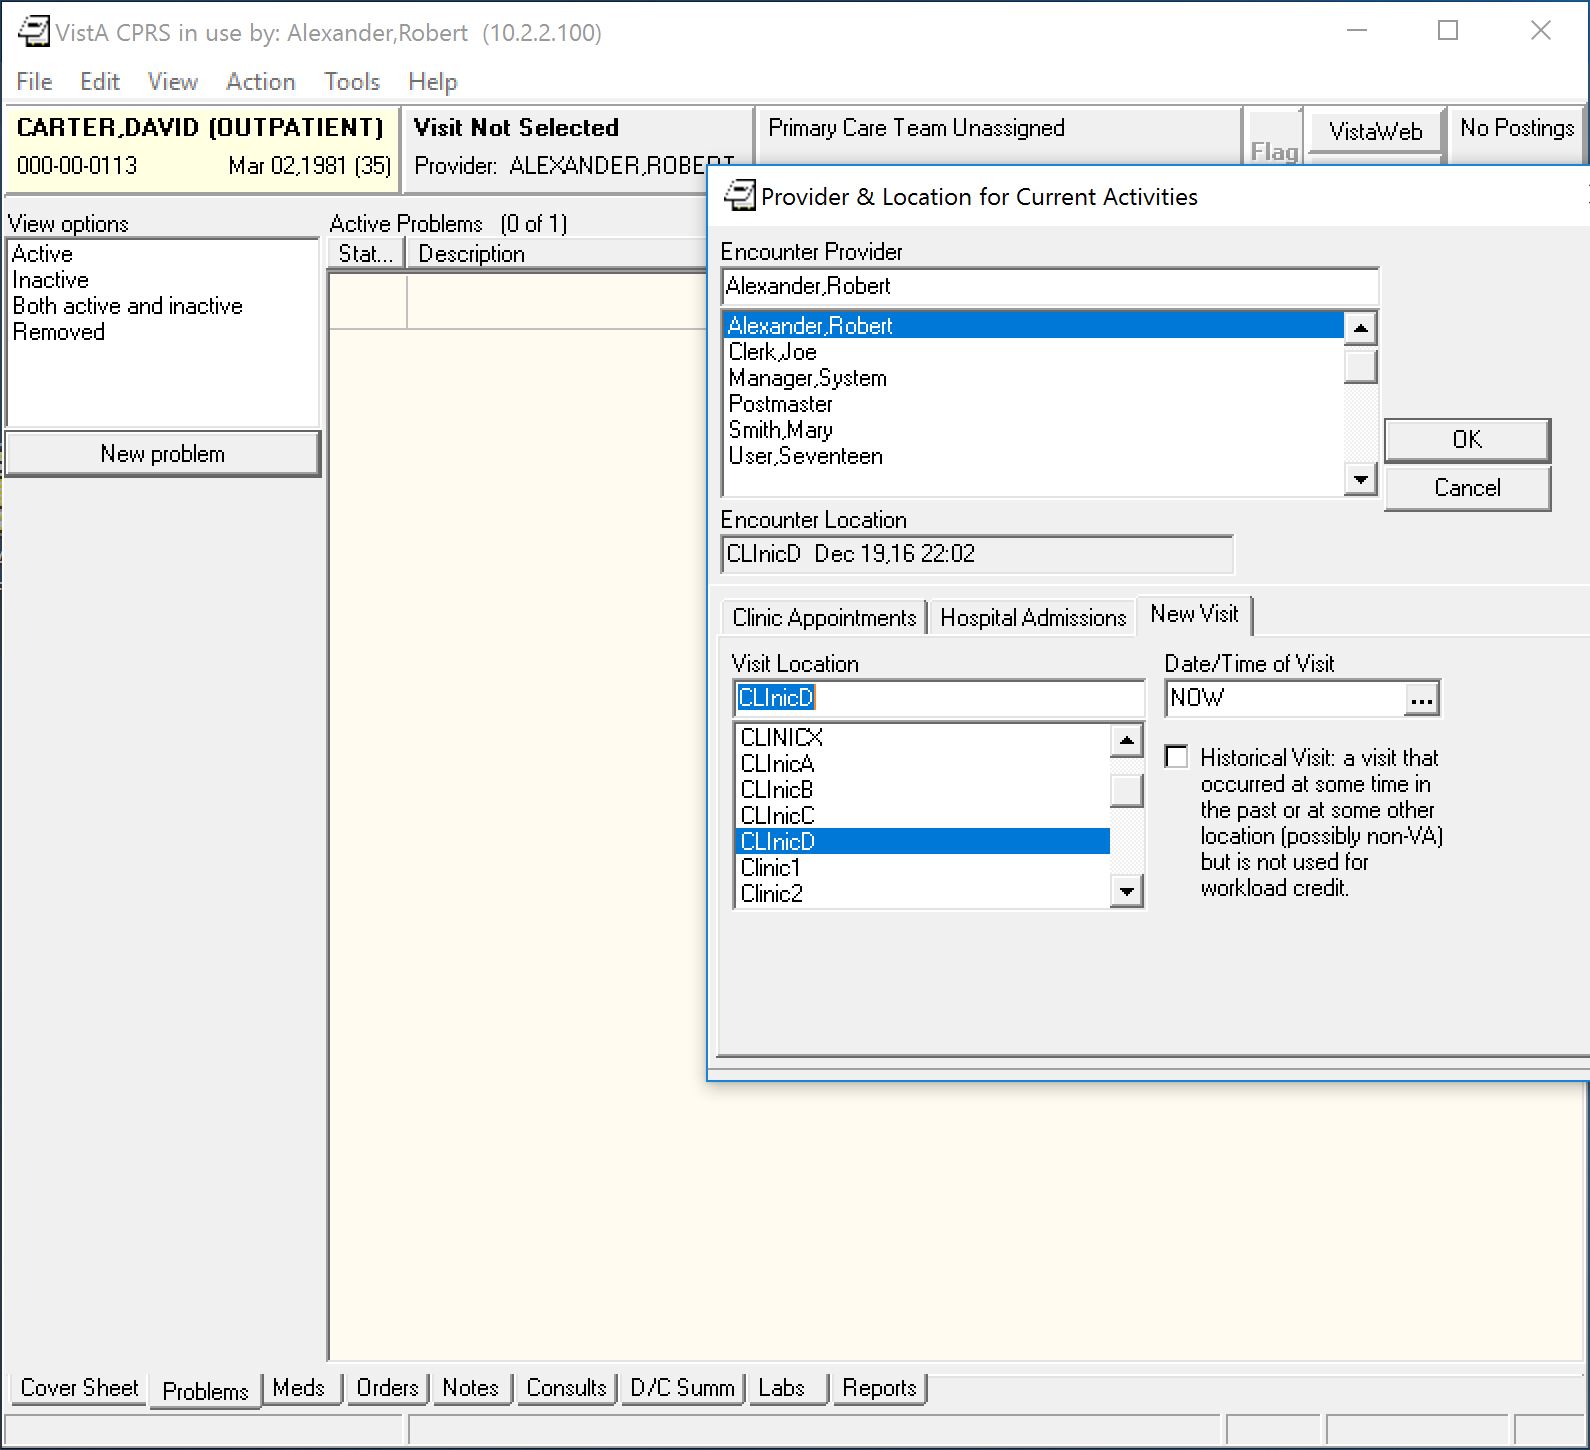 VistA CPRS in use by: Alexander,Robert (10.2.2.100)
File Edit View Action Tools Help
CARTER,DAVID (OUTPATIENT)
000-00-0113 Mar 02,1981 (35)
Visit Not Selected
Provider: ALEXANDER,ROBERT
Primary Care Team Unassigned
Flag
VistaWeb
No Postings
View options
Active
Inactive
Both active and inactive
Removed
New problem
Active Problems (0 of 1)
Stat... Description
Provider & Location for Current Activities
Encounter Provider
Alexander,Robert
Alexander,Robert
Clerk,Joe
Manager,System
Postmaster
Smith,Mary
User,Seventeen
OK
Cancel
Encounter Location
CLInicD Dec 19,16 22:02
Clinic Appointments Hospital Admissions New Visit
Visit Location
CLInicD
CLINICX
CLInicA
CLInicB
CLInicC
CLInicD
Clinic1
Clinic2
Date/Time of Visit
NOW ...
Historical Visit: a visit that
occurred at some time in
the past or at some other
location (possibly non-VA)
but is not used for
workload credit.
Cover Sheet Problems Meds Orders Notes Consults D/C Summ Labs Reports